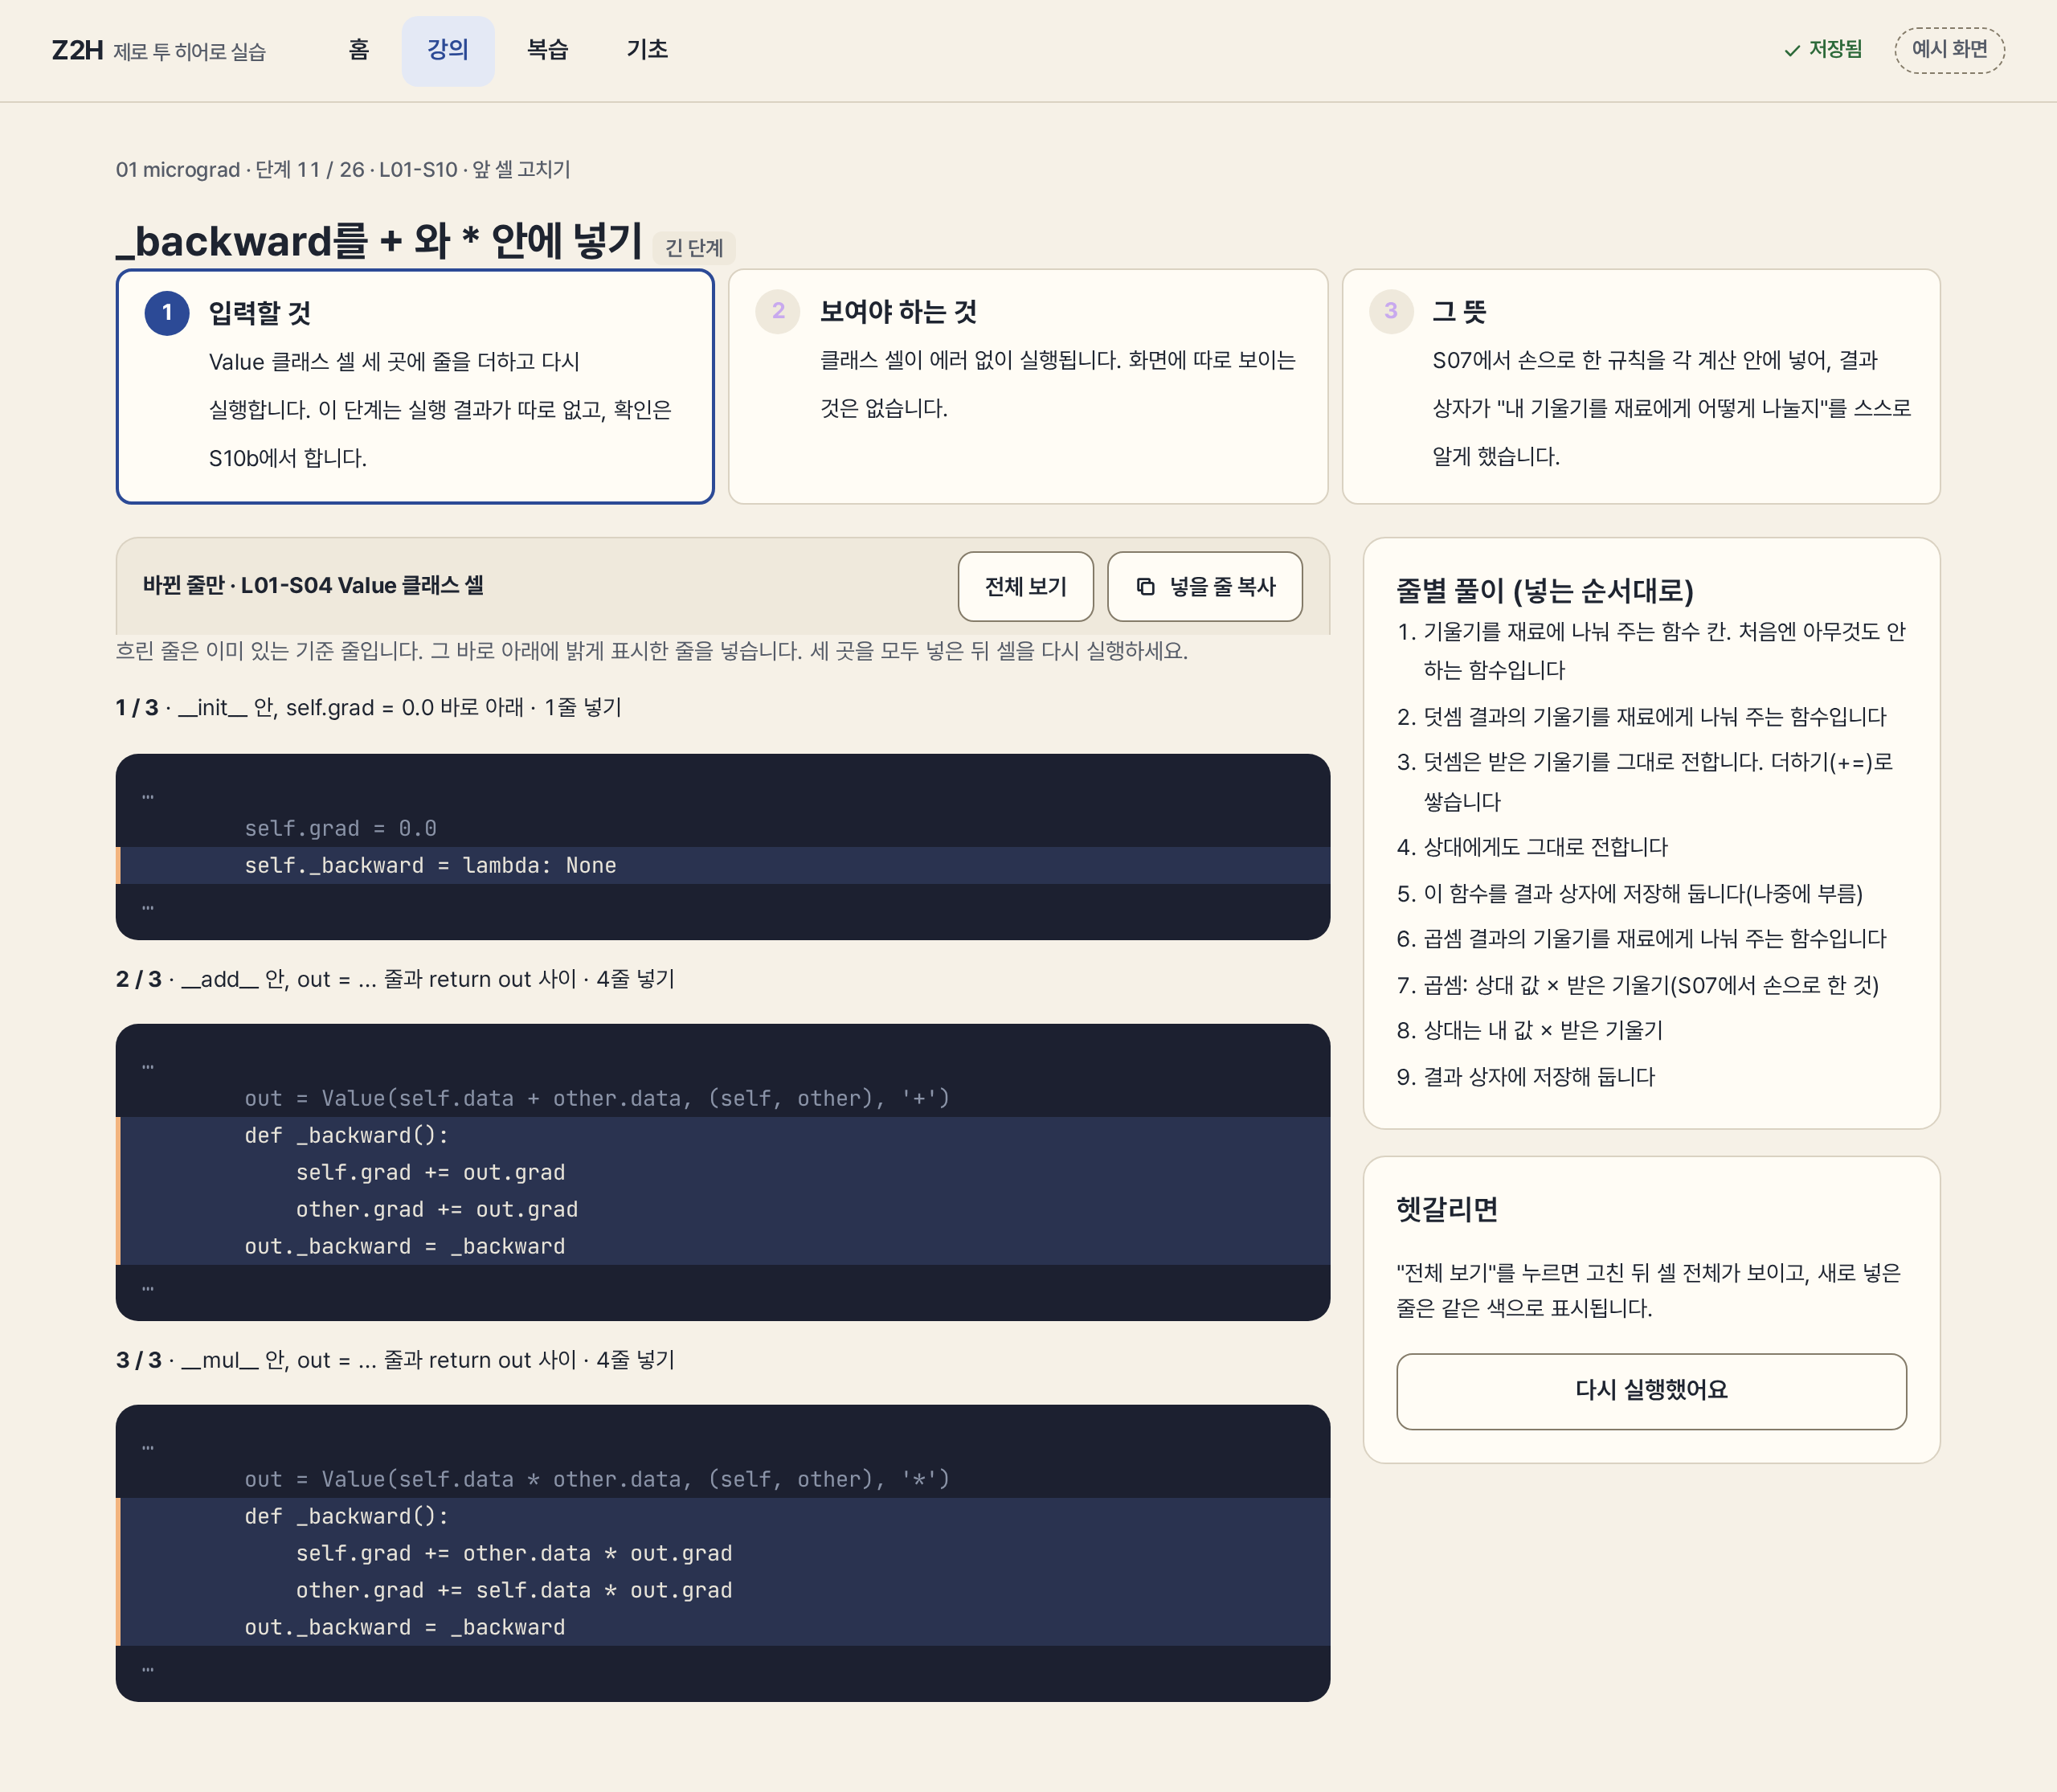 Z2H 제로 투 히어로 실습
홈
강의
복습
기초
저장됨
예시 화면
01 micrograd · 단계 11 / 26 · L01-S10 · 앞 셀 고치기
_backward를 + 와 * 안에 넣기
긴 단계
1 입력할 것
Value 클래스 셀 세 곳에 줄을 더하고 다시
실행합니다. 이 단계는 실행 결과가 따로 없고, 확인은
S10b에서 합니다.
2 보여야 하는 것
클래스 셀이 에러 없이 실행됩니다. 화면에 따로 보이는
것은 없습니다.
3 그 뜻
S07에서 손으로 한 규칙을 각 계산 안에 넣어, 결과
상자가 "내 기울기를 재료에게 어떻게 나눌지"를 스스로
알게 했습니다.
바뀐 줄만 · L01-S04 Value 클래스 셀
전체 보기
넣을 줄 복사
흐린 줄은 이미 있는 기준 줄입니다. 그 바로 아래에 밝게 표시한 줄을 넣습니다. 세 곳을 모두 넣은 뒤 셀을 다시 실행하세요.
1 / 3 · __init__ 안, self.grad = 0.0 바로 아래 · 1줄 넣기
…
self.grad = 0.0
self._backward = lambda: None
…
2 / 3 · __add__ 안, out = … 줄과 return out 사이 · 4줄 넣기
…
out = Value(self.data + other.data, (self, other), '+')
def _backward():
self.grad += out.grad
other.grad += out.grad
out._backward = _backward
…
3 / 3 · __mul__ 안, out = … 줄과 return out 사이 · 4줄 넣기
…
out = Value(self.data * other.data, (self, other), '*')
def _backward():
self.grad += other.data * out.grad
other.grad += self.data * out.grad
out._backward = _backward
…
줄별 풀이 (넣는 순서대로)
1. 기울기를 재료에 나눠 주는 함수 칸. 처음엔 아무것도 안
하는 함수입니다
2. 덧셈 결과의 기울기를 재료에게 나눠 주는 함수입니다
3. 덧셈은 받은 기울기를 그대로 전합니다. 더하기(+=)로
쌓습니다
4. 상대에게도 그대로 전합니다
5. 이 함수를 결과 상자에 저장해 둡니다(나중에 부름)
6. 곱셈 결과의 기울기를 재료에게 나눠 주는 함수입니다
7. 곱셈: 상대 값 × 받은 기울기(S07에서 손으로 한 것)
8. 상대는 내 값 × 받은 기울기
9. 결과 상자에 저장해 둡니다
헷갈리면
"전체 보기"를 누르면 고친 뒤 셀 전체가 보이고, 새로 넣은
줄은 같은 색으로 표시됩니다.
다시 실행했어요